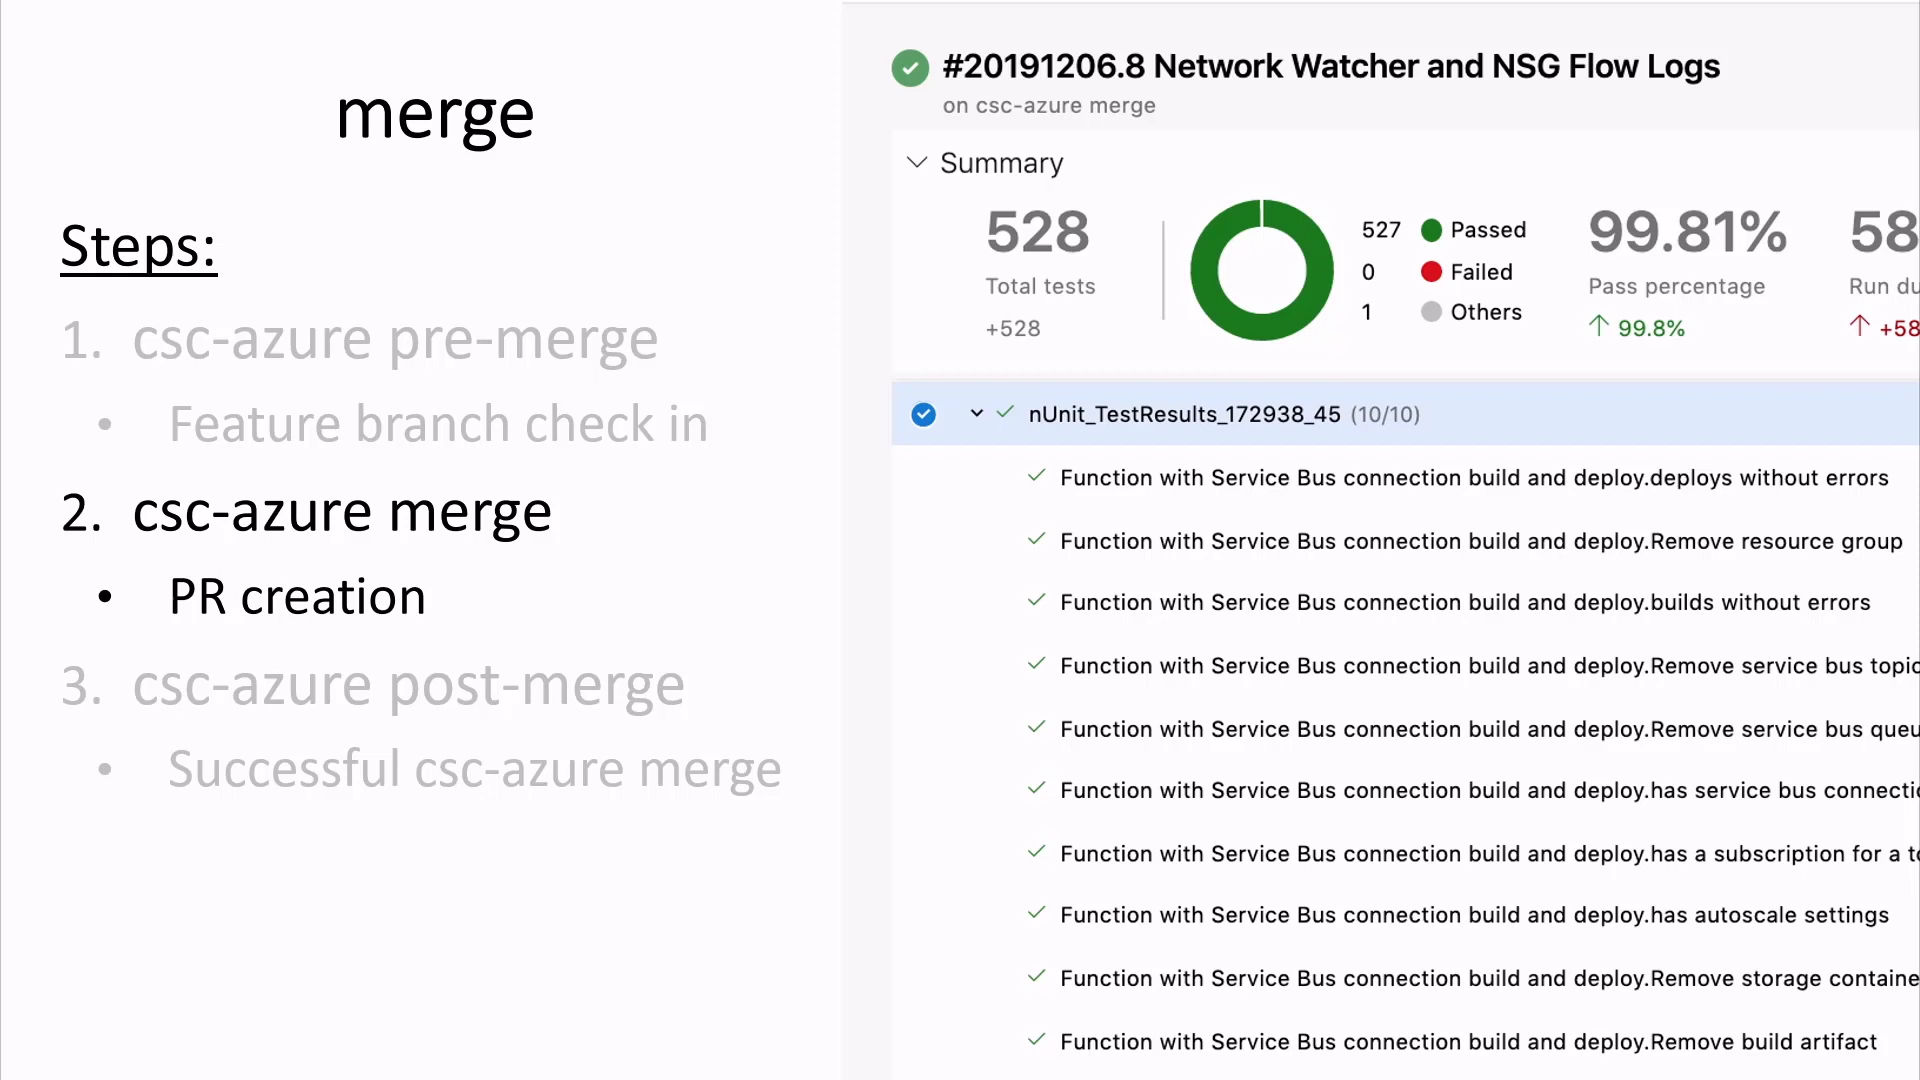 merge
Steps:
1. csc-azure pre-merge
• Feature branch check in
2. csc-azure merge
• PR creation
3. csc-azure post-merge
• Successful csc-azure merge
#20191206.8 Network Watcher and NSG Flow Logs
on csc-azure merge
Summary
528
Total tests
+528
527 Passed
0 Failed
1 Others
99.81%
Pass percentage
99.8%
58
Run
+58
nUnit_TestResults_172938_45 (10/10)
Function with Service Bus connection build and deploy.deploys without errors
Function with Service Bus connection build and deploy.Remove resource group
Function with Service Bus connection build and deploy.builds without errors
Function with Service Bus connection build and deploy.Remove service bus
Function with Service Bus connection build and deploy.Remove service bus
Function with Service Bus connection build and deploy.has service bus
Function with Service Bus connection build and deploy.has a subscription for a
Function with Service Bus connection build and deploy.has autoscale settings
Function with Service Bus connection build and deploy.Remove storage
Function with Service Bus connection build and deploy.Remove build artifact